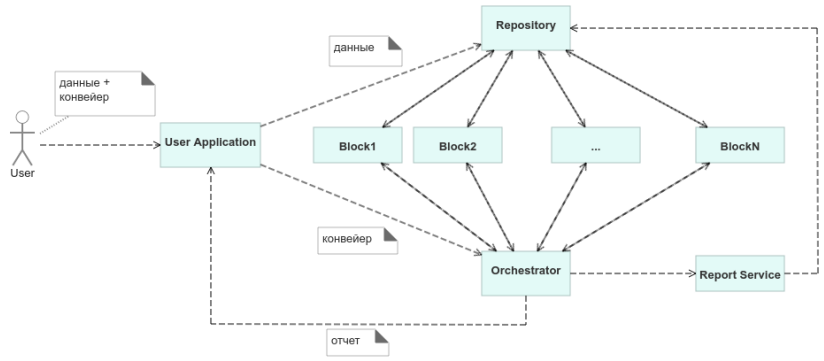 Repository
данные
данные +
конвейер
User Application
Block1
Block2
...
BlockN
User
конвейер
Orchestrator
Report Service
отчет